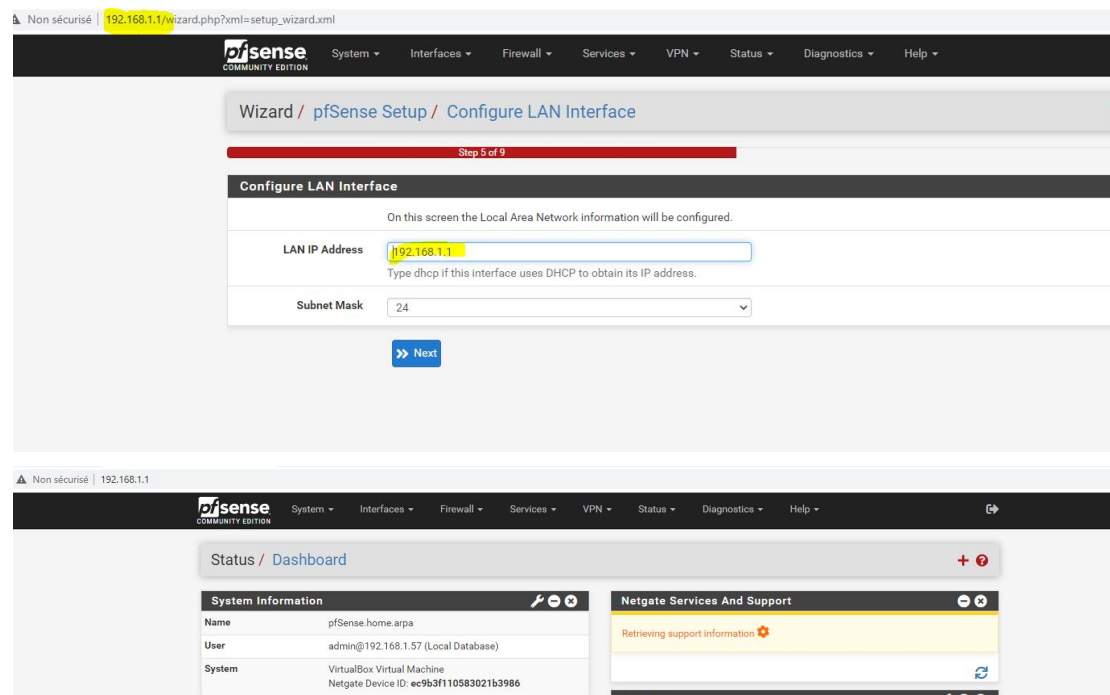 Non sécurisé | 192.168.1.1/wizard.php?xml=setup_wizard.xml
pfsense System Interfaces Firewall Services VPN Status Diagnostics Help
COMMUNITY EDITION
Wizard / pfSense Setup / Configure LAN Interface
Step 5 of 9
Configure LAN Interface
On this screen the Local Area Network information will be configured.
LAN IP Address 192.168.1.1
Type dhcp if this interface uses DHCP to obtain its IP address.
Subnet Mask 24
Next
Non sécurisé | 192.168.1.1
pfsense System Interfaces Firewall Services VPN Status Diagnostics Help
COMMUNITY EDITION
Status / Dashboard
System Information
Name pfSense.home.arpa
User admin@192.168.1.57 (Local Database)
System VirtualBox Virtual Machine
Netgate Device ID: ec9b3f110583021b3986
Netgate Services And Support
Retrieving support information